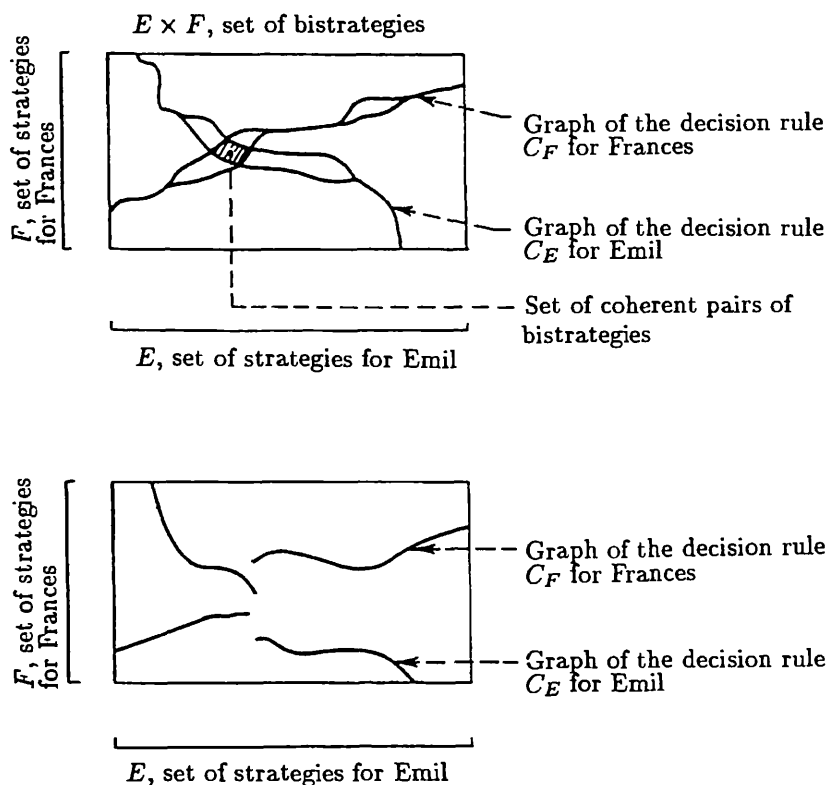 E × F, set of bistrategies
F, set of strategies
for Frances
Graph of the decision rule
C_F for Frances
Graph of the decision rule
C_E for Emil
Set of coherent pairs of
bistrategies
E, set of strategies for Emil
F, set of strategies
for Frances
Graph of the decision rule
C_F for Frances
Graph of the decision rule
C_E for Emil
E, set of strategies for Emil